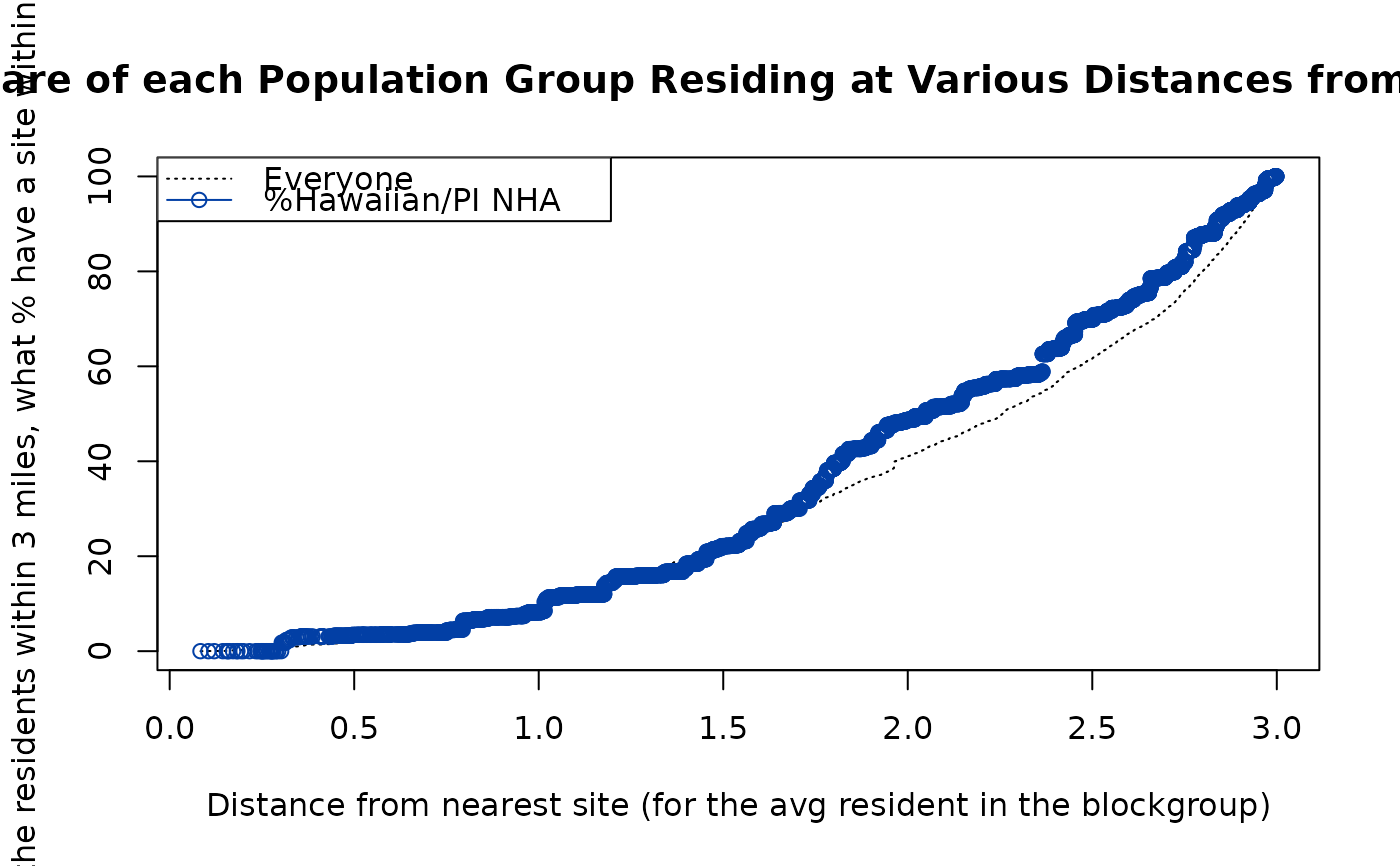 are of each Population Group Residing at Various Distances from
he residents within 3 miles, what % have a site within
Everyone
%Hawaiian/PI NHA
100
80
60
40
20
0
0.0 0.5 1.0 1.5 2.0 2.5 3.0
Distance from nearest site (for the avg resident in the blockgroup)